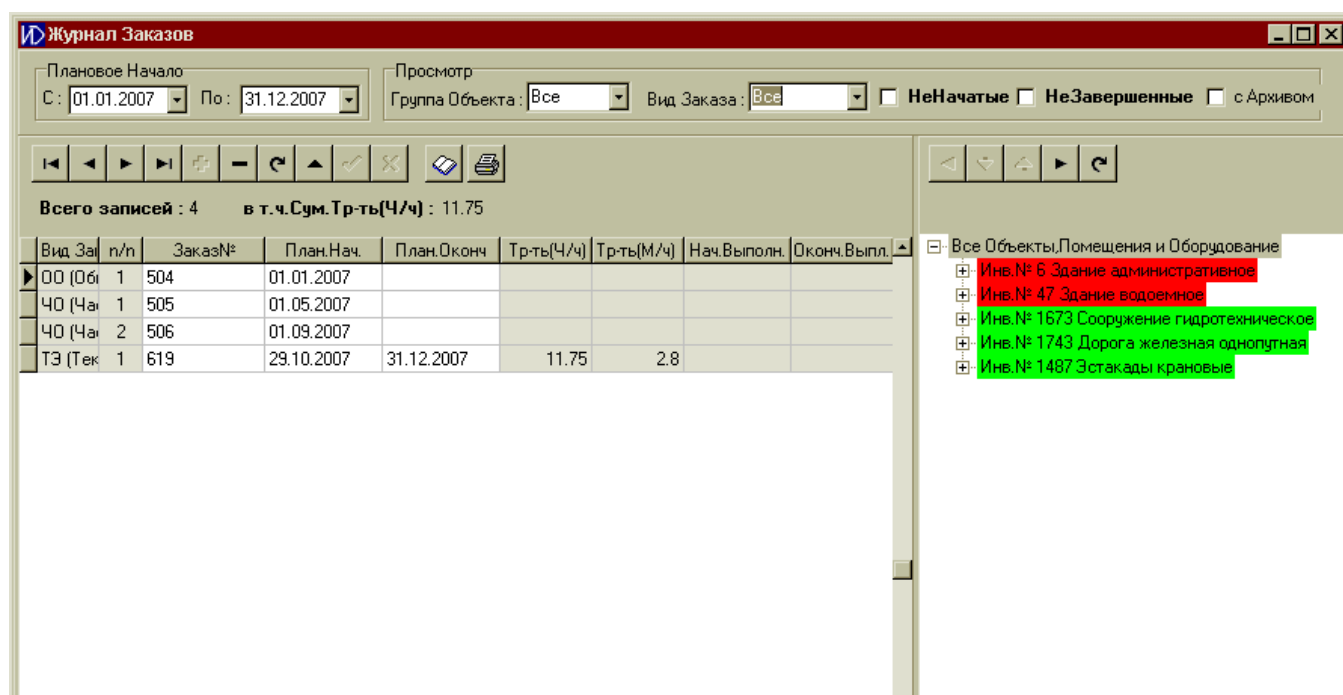 Журнал Заказов
Плановое Начало
С : 01.01.2007 По : 31.12.2007
Просмотр
Группа Объекта : Все Вид Заказа : Все НеНачатые НеЗавершенные с Архивом
Всего записей : 4 в т.ч.Сум.Тр-ть(Ч/ч) : 11.75
Вид За n/n Заказ№ План.Нач. План.Оконч Тр-ть(Ч/ч) Тр-ть(М/ч) Нач.Выполн. Оконч.Выпл.
ОО (Об 1 504 01.01.2007
ЧО (Ча 1 505 01.05.2007
ЧО (Ча 2 506 01.09.2007
ТЭ (Тек 1 619 29.10.2007 31.12.2007 11.75 2.8
Все Объекты,Помещения и Оборудование
Инв.№ 6 Здание административное
Инв.№ 47 Здание водоемное
Инв.№ 1673 Сооружение гидротехническое
Инв.№ 1743 Дорога железная однопутная
Инв.№ 1487 Эстакады крановые